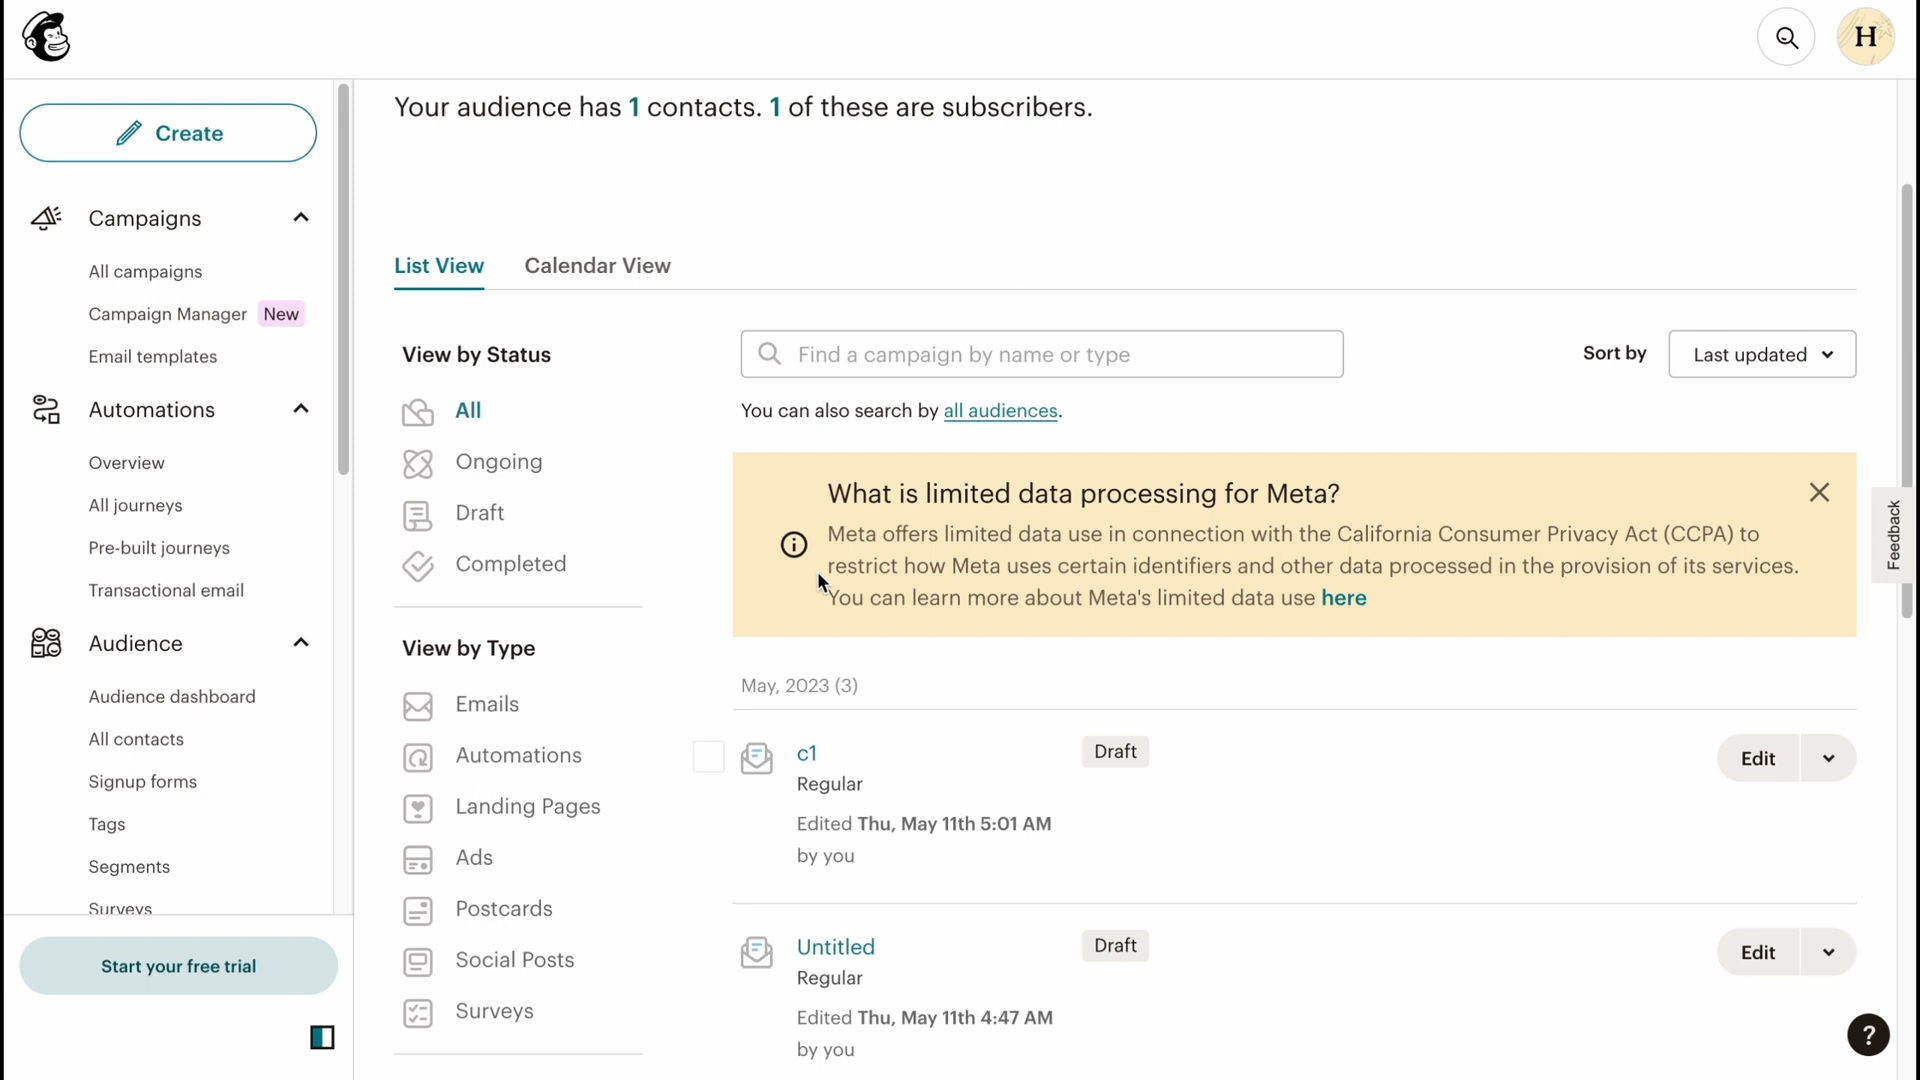 H
Create
Your audience has 1 contacts. 1 of these are subscribers.
Campaigns
All campaigns
Campaign Manager New
Email templates
Automations
Overview
All journeys
Pre-built journeys
Transactional email
Audience
Audience dashboard
All contacts
Signup forms
Tags
Segments
Surveys
Start your free trial
List View
Calendar View
View by Status
All
Ongoing
Draft
Completed
View by Type
Emails
Automations
Landing Pages
Ads
Postcards
Social Posts
Surveys
Find a campaign by name or type
Sort by
Last updated
You can also search by all audiences.
What is limited data processing for Meta?
Meta offers limited data use in connection with the California Consumer Privacy Act (CCPA) to
restrict how Meta uses certain identifiers and other data processed in the provision of its services.
You can learn more about Meta's limited data use here
May, 2023 (3)
c1
Draft
Edit
Regular
Edited Thu, May 11th 5:01 AM
by you
Untitled
Draft
Edit
Regular
Edited Thu, May 11th 4:47 AM
by you
Feedback
?